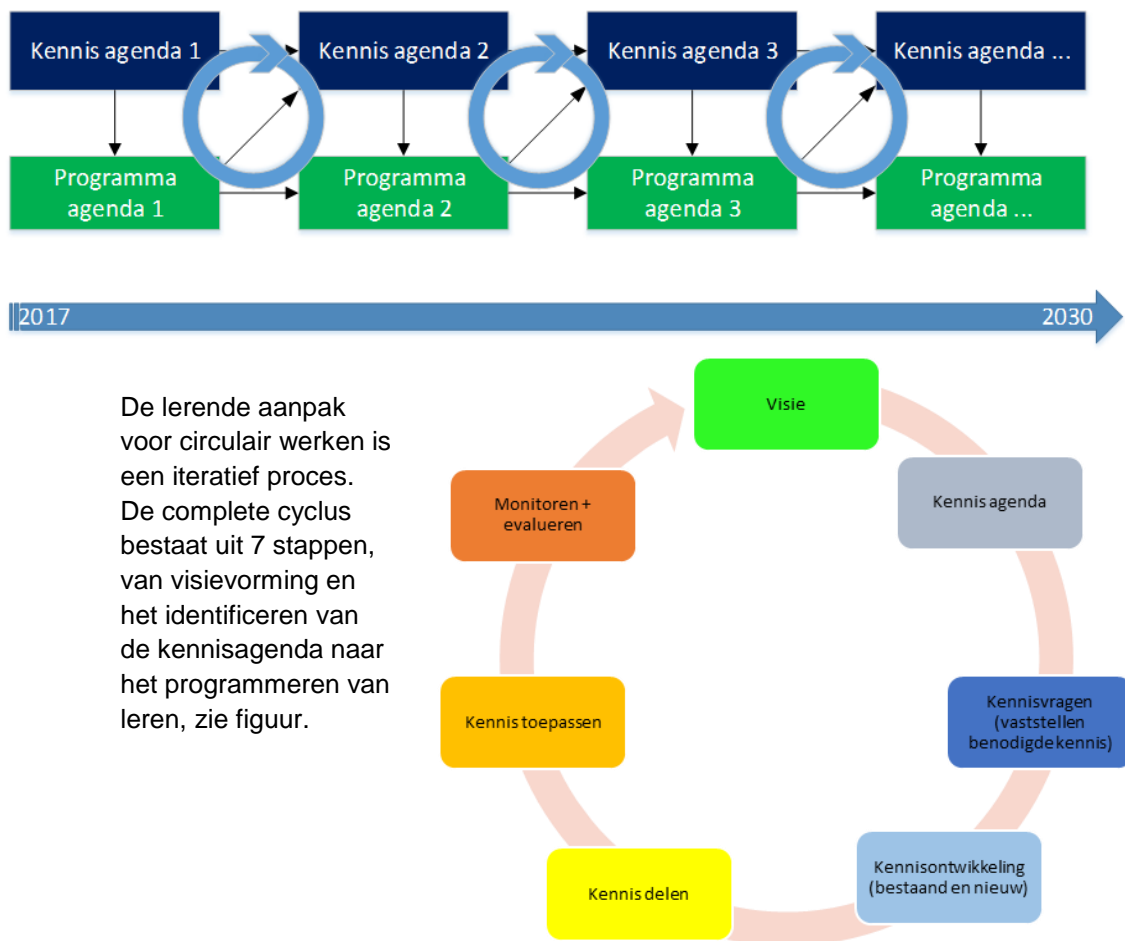 Kennis agenda 1
Kennis agenda 2
Kennis agenda 3
Kennis agenda ...
Programma
agenda 1
Programma
agenda 2
Programma
agenda 3
Programma
agenda ...
2017
2030
De lerende aanpak
voor circulair werken is
een iteratief proces.
De complete cyclus
bestaat uit 7 stappen,
van visievorming en
het identificeren van
de kennisagenda naar
het programmeren van
leren, zie figuur.
Visie
Kennis agenda
Kennisvragen
(vaststellen
benodigde kennis)
Kennisontwikkeling
(bestaand en nieuw)
Kennis delen
Kennis toepassen
Monitoren +
evalueren